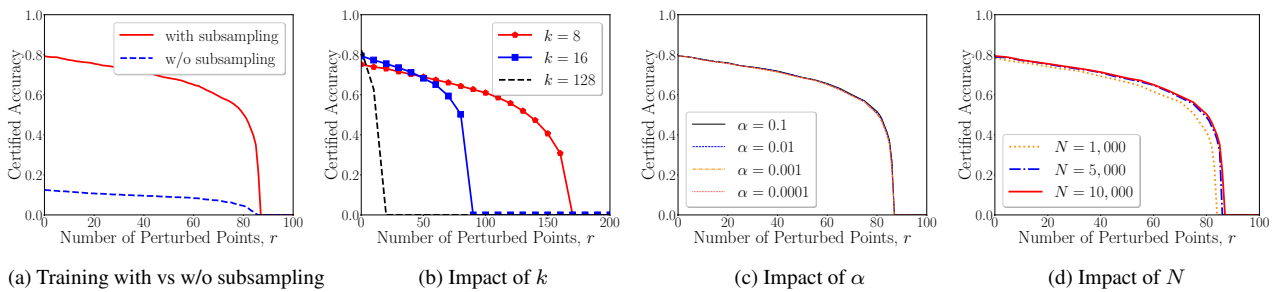 1.0
0.8
0.6
0.4
0.2
0.0
Certified Accuracy
with subsampling
w/o subsampling
0 20 40 60 80 100
Number of Perturbed Points, r
(a) Training with vs w/o subsampling
1.0
0.8
0.6
0.4
0.2
0.0
Certified Accuracy
k = 8
k = 16
k = 128
0 50 100 150 200
Number of Perturbed Points, r
(b) Impact of k
1.0
0.8
0.6
0.4
0.2
0.0
Certified Accuracy
α = 0.1
α = 0.01
α = 0.001
α = 0.0001
0 20 40 60 80 100
Number of Perturbed Points, r
(c) Impact of α
1.0
0.8
0.6
0.4
0.2
0.0
Certified Accuracy
N = 1, 000
N = 5, 000
N = 10, 000
0 20 40 60 80 100
Number of Perturbed Points, r
(d) Impact of N